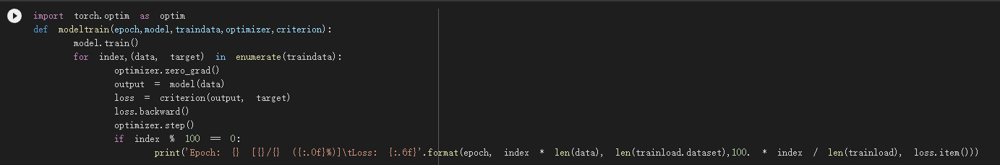 import torch.optim as optim
def modeltrain(epoch,model,traindata,optimizer,criterion):
model.train()
for index,(data, target) in enumerate(traindata):
optimizer.zero_grad()
output = model(data)
loss = criterion(output, target)
loss.backward()
optimizer.step()
if index % 100 == 0:
print('Epoch: {} [{}/{} ({:.0f}%)]\tLoss: {:.6f}'.format(epoch, index * len(data), len(trainload.dataset),100. * index / len(trainload), loss.item()))